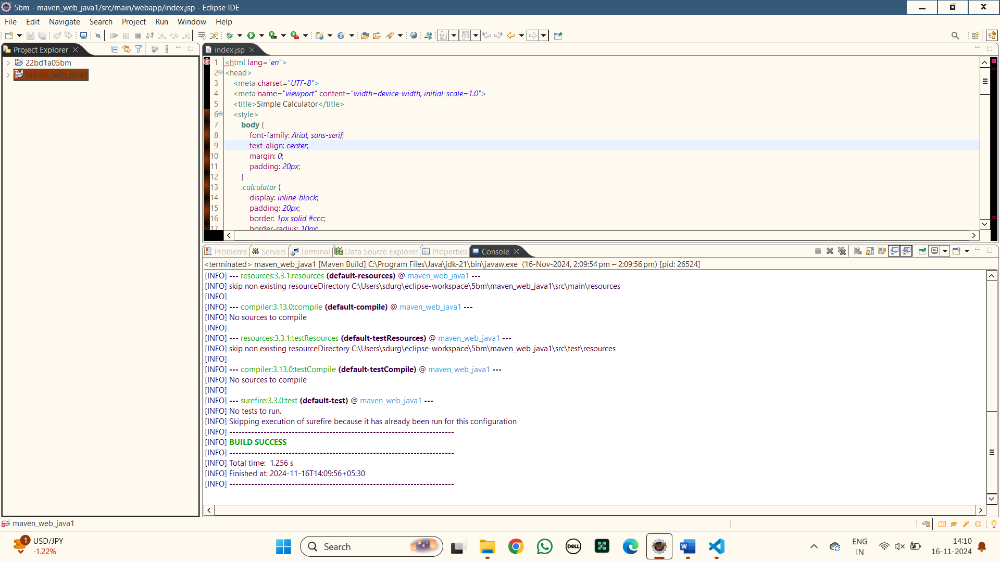 5bm - maven_web_java1/src/main/webapp/index.jsp - Eclipse IDE
File Edit Navigate Search Project Run Window Help
Project Explorer
22bd1a05bm
maven_web_java1
index.jsp
1 <html lang="en">
2 <head>
3 <meta charset="UTF-8">
4 <meta name="viewport" content="width=device-width, initial-scale=1.0">
5 <title>Simple Calculator</title>
6 <style>
7 body {
8 font-family: Arial, sans-serif;
9 text-align: center;
10 margin: 0;
11 padding: 20px;
12 }
13 .calculator {
14 display: inline-block;
15 padding: 20px;
16 border: 1px solid #ccc;
17 border-radius: 10px;
Problems Servers Terminal Data Source Explorer Properties Console
<terminated> maven_web_java1 [Maven Build] C:\Program Files\Java\jdk-21\bin\javaw.exe (16-Nov-2024, 2:09:54 pm – 2:09:56 pm) [pid: 26524]
[INFO] --- resources:3.3.1:resources (default-resources) @ maven_web_java1 ---
[INFO] skip non existing resourceDirectory C:\Users\sdurg\eclipse-workspace\5bm\maven_web_java1\src\main\resources
[INFO]
[INFO] --- compiler:3.13.0:compile (default-compile) @ maven_web_java1 ---
[INFO] No sources to compile
[INFO]
[INFO] --- resources:3.3.1:testResources (default-testResources) @ maven_web_java1 ---
[INFO] skip non existing resourceDirectory C:\Users\sdurg\eclipse-workspace\5bm\maven_web_java1\src\test\resources
[INFO]
[INFO] --- compiler:3.13.0:testCompile (default-testCompile) @ maven_web_java1 ---
[INFO] No sources to compile
[INFO]
[INFO] --- surefire:3.3.0:test (default-test) @ maven_web_java1 ---
[INFO] No tests to run.
[INFO] Skipping execution of surefire because it has already been run for this configuration
[INFO] ------------------------------------------------------------------------
[INFO] BUILD SUCCESS
[INFO] ------------------------------------------------------------------------
[INFO] Total time:  1.256 s
[INFO] Finished at: 2024-11-16T14:09:56+05:30
[INFO] ------------------------------------------------------------------------
maven_web_java1
1
USD/JPY
-1.22%
Search
DELL
ENG
IN
14:10
16-11-2024